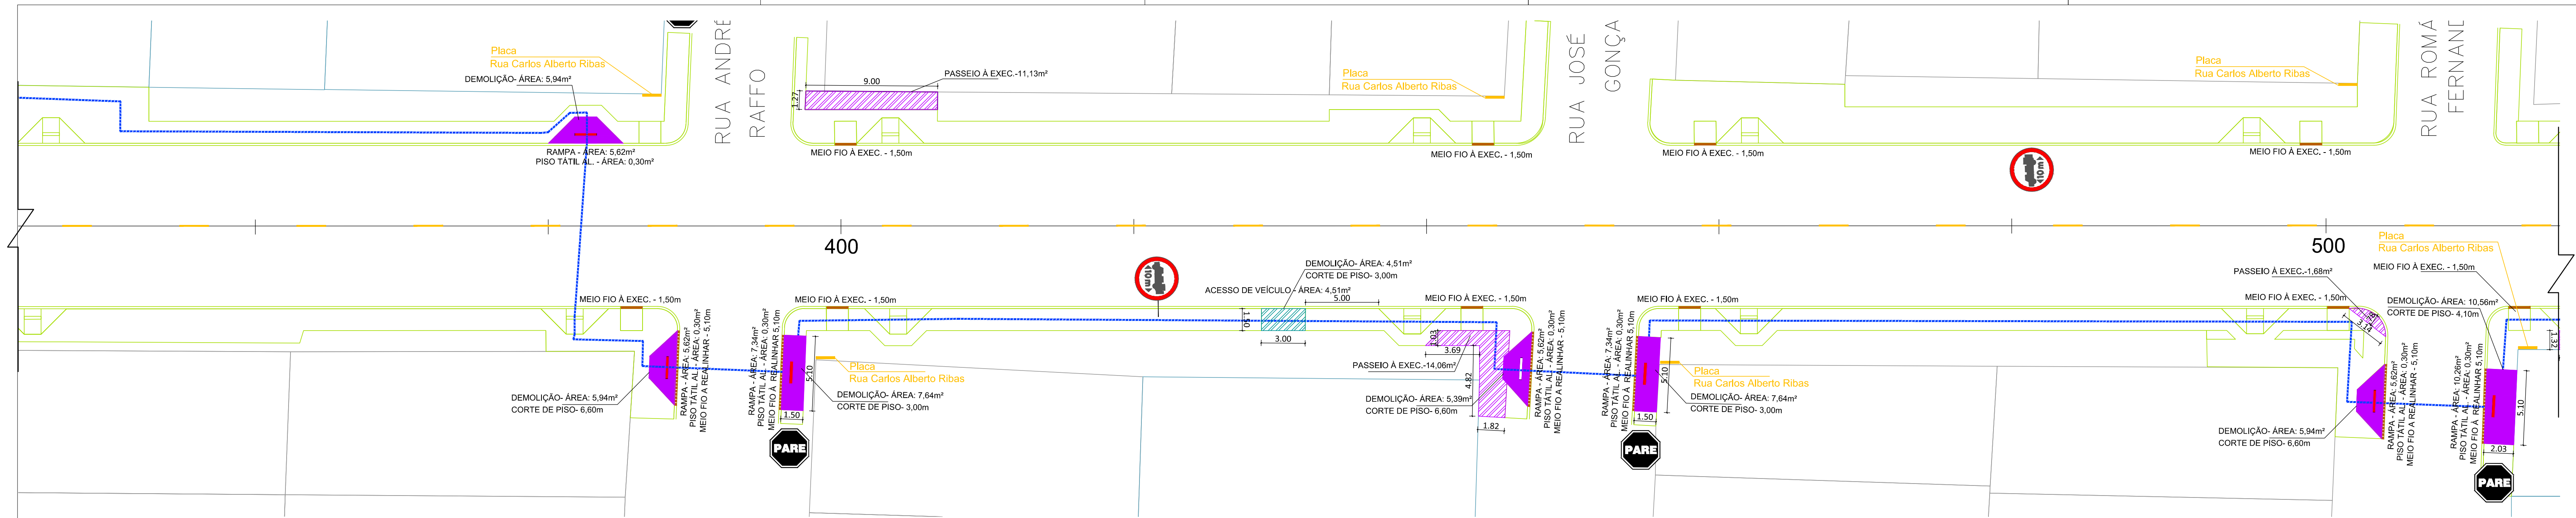 RUA ANDRÉ
RAFFO
RUA JOSÉ
GONÇA
RUA ROMÁ
FERNAND
Placa
Rua Carlos Alberto Ribas
DEMOLIÇÃO- ÁREA: 5,94m²
RAMPA - ÁREA: 5,62m²
PISO TÁTIL AL. - ÁREA: 0,30m²
9.00
1.27
PASSEIO À EXEC.-11,13m²
MEIO FIO À EXEC. - 1,50m
Placa
Rua Carlos Alberto Ribas
MEIO FIO À EXEC. - 1,50m
MEIO FIO À EXEC. - 1,50m
10m
Placa
Rua Carlos Alberto Ribas
MEIO FIO À EXEC. - 1,50m
400
500
MEIO FIO À EXEC. - 1,50m
DEMOLIÇÃO- ÁREA: 5,94m²
CORTE DE PISO- 6,60m
RAMPA - ÁREA: 5,62m²
PISO TÁTIL AL - ÁREA: 0,30m²
MEIO FIO A REALINHAR - 5,10m
RAMPA - ÁREA: 7,34m²
PISO TÁTIL AL - ÁREA: 0,30m²
MEIO FIO À REALINHAR 5,10m
MEIO FIO À EXEC. - 1,50m
5.10
1.50
Placa
Rua Carlos Alberto Ribas
DEMOLIÇÃO- ÁREA: 7,64m²
CORTE DE PISO- 3,00m
PARE
10m
DEMOLIÇÃO- ÁREA: 4,51m²
CORTE DE PISO- 3,00m
ACESSO DE VEÍCULO - ÁREA: 4,51m²
5.00
1.50
3.00
MEIO FIO À EXEC. - 1,50m
1.03
3.69
PASSEIO À EXEC.-14,06m²
4.82
DEMOLIÇÃO- ÁREA: 5,39m²
CORTE DE PISO- 6,60m
1.82
RAMPA - ÁREA: 5,62m²
PISO TÁTIL AL - ÁREA: 0,30m²
MEIO FIO A REALINHAR - 5,10m
RAMPA - ÁREA: 7,34m²
PISO TÁTIL AL - ÁREA: 0,30m²
MEIO FIO À REALINHAR 5,10m
MEIO FIO À EXEC. - 1,50m
5.10
1.50
Placa
Rua Carlos Alberto Ribas
DEMOLIÇÃO- ÁREA: 7,64m²
CORTE DE PISO- 3,00m
PARE
PASSEIO À EXEC.-1,68m²
MEIO FIO À EXEC. - 1,50m
3.14
DEMOLIÇÃO- ÁREA: 5,94m²
CORTE DE PISO- 6,60m
RAMPA - ÁREA: 5,62m²
PISO TÁTIL AL - ÁREA: 0,30m²
MEIO FIO A REALINHAR - 5,10m
Placa
Rua Carlos Alberto Ribas
MEIO FIO À EXEC. - 1,50m
DEMOLIÇÃO- ÁREA: 10,56m²
CORTE DE PISO- 4,10m
RAMPA - ÁREA: 10,26m²
PISO TÁTIL AL - ÁREA: 0,30m²
MEIO FIO À REALINHAR 5,10m
1.32
5.10
2.03
PARE